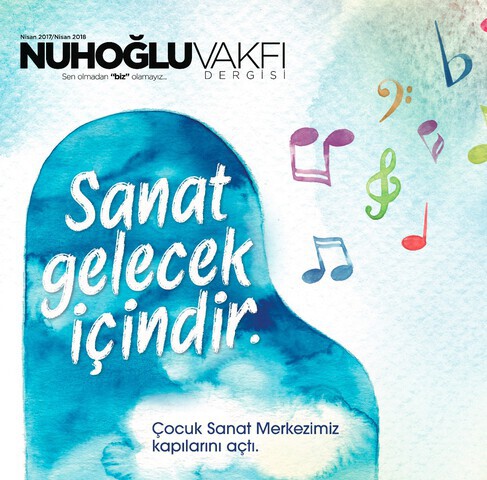 Nisan 2017/Nisan 2018
NUHOĞLUVAKFI
DERGİSİ
Sen olmadan "biz" olamayız...
Sanat
gelecek
içindir.
Çocuk Sanat Merkezimiz
kapılarını açtı.